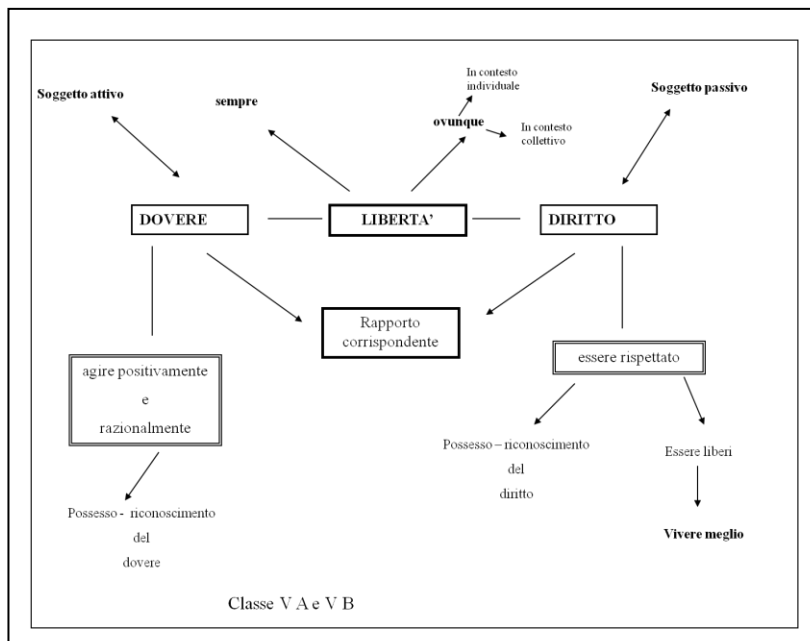 In contesto
individuale
Soggetto attivo
Soggetto passivo
sempre
ovunque
In contesto
collettivo
DOVERE
LIBERTA’
DIRITTO
Rapporto
corrispondente
essere rispettato
agire positivamente
e
razionalmente
Possesso – riconoscimento
del
diritto
Essere liberi
Possesso - riconoscimento
del
dovere
Vivere meglio
Classe V A e V B